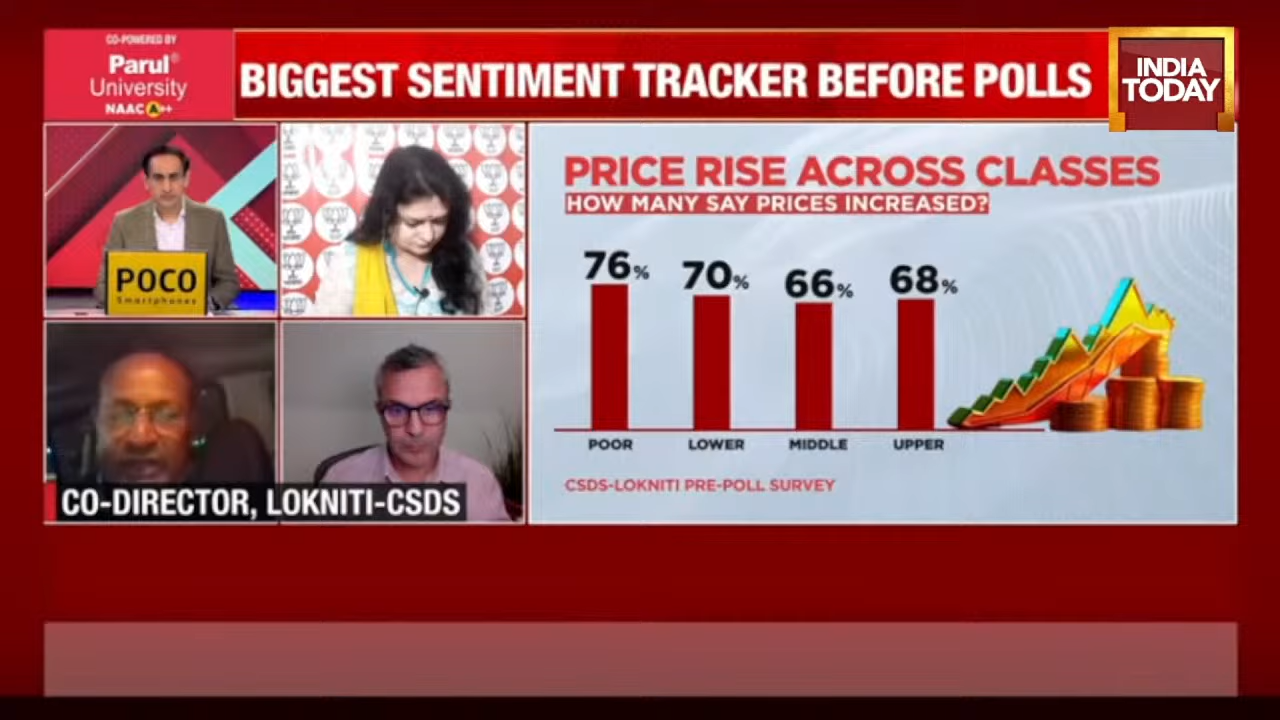 CO-POWERED BY
Parul®
University
NAAC A++
BIGGEST SENTIMENT TRACKER BEFORE POLLS
INDIA
TODAY
POCO
Smartphones
CO-DIRECTOR, LOKNITI-CSDS
PRICE RISE ACROSS CLASSES
HOW MANY SAY PRICES INCREASED?
76% 70% 66% 68%
POOR LOWER MIDDLE UPPER
CSDS-LOKNITI PRE-POLL SURVEY